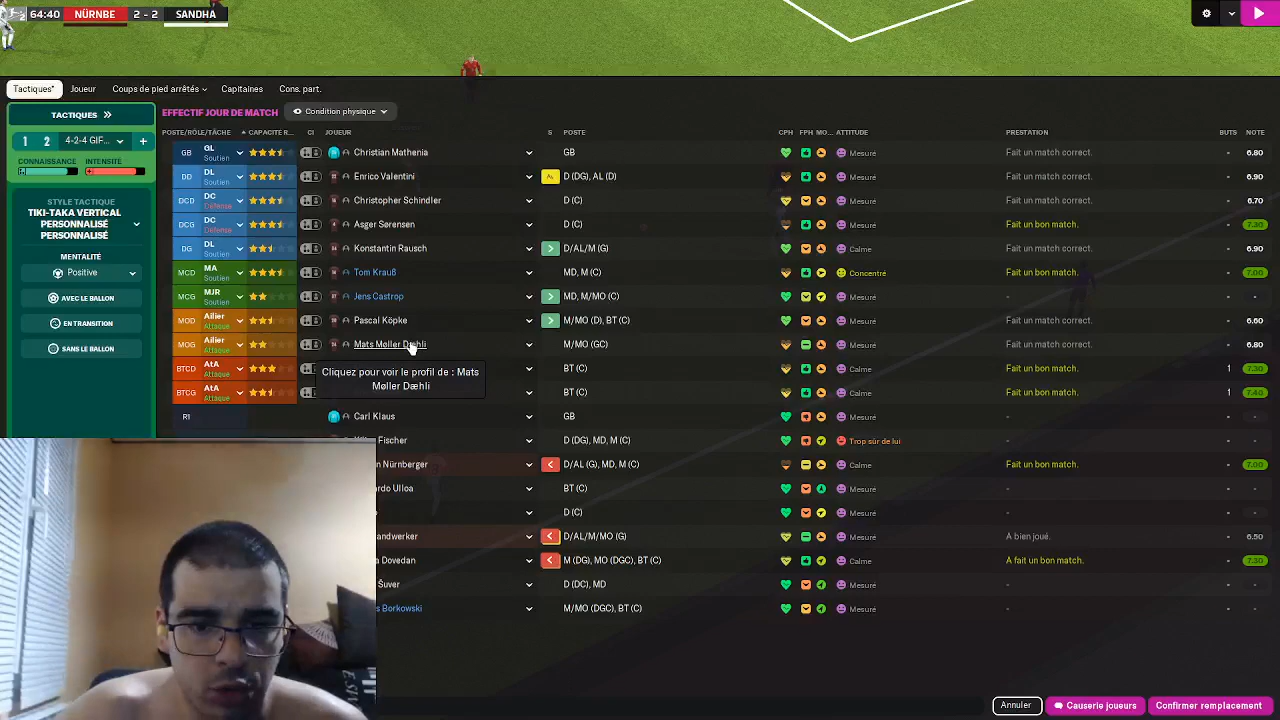 64:40 NÜRNBE 2 - 2 SANDHA
Tactiques* Joueur Coups de pied arrêtés Capitaines Cons. part.
TACTIQUES
1 2 4-2-4 GIF...
CONNAISSANCE INTENSITÉ
STYLE TACTIQUE
TIKI-TAKA VERTICAL
PERSONNALISÉ
PERSONNALISÉ
MENTALITÉ
Positive
AVEC LE BALLON
EN TRANSITION
SANS LE BALLON
EFFECTIF JOUR DE MATCH Condition physique
POSTE/RÔLE/TÂCHE CAPACITÉ R... CI JOUEUR S POSTE CPH FPH MO... ATTITUDE PRESTATION BUTS NOTE
GB GL Soutien Christian Mathenia GB Mesuré Fait un match correct. - 6.80
DD DL Soutien Enrico Valentini D (DG), AL (D) Mesuré Fait un match correct. - 6.90
DCD DC Défense Christopher Schindler D (C) Mesuré Fait un match correct. - 6.70
DCG DC Défense Asger Sørensen D (C) Mesuré Fait un bon match. - 7.30
DG DL Soutien Konstantin Rausch D/AL/M (G) Calme Fait un match correct. - 6.90
MCD MA Soutien Tom Krauß MD, M (C) Concentré Fait un bon match. - 7.00
MCG MJR Soutien Jens Castrop MD, M/MO (C) Mesuré - - -
MOD Ailier Attaque Pascal Köpke M/MO (D), BT (C) Mesuré Fait un match correct. - 6.60
MOG Ailier Attaque Mats Møller Dæhli M/MO (GC) Mesuré Fait un match correct. - 6.80
BTCD AtA Attaque BT (C) Calme Fait un bon match. 1 7.30
BTCG AtA Attaque BT (C) Calme Fait un bon match. 1 7.40
Cliquez pour voir le profil de : Mats
Møller Dæhli
R1 Carl Klaus GB Mesuré - - -
Fischer D (DG), MD, M (C) Trop sûr de lui - - -
n Nürnberger D/AL (G), MD, M (C) Calme Fait un bon match. - 7.00
rdo Ulloa BT (C) Mesuré - - -
D (C) Mesuré - - -
andwerker D/AL/M/MO (G) Mesuré A bien joué. - 6.50
a Dovedan M (DG), MO (DGC), BT (C) Calme A fait un bon match. - 7.30
Šuver D (DC), MD Mesuré - - -
s Borkowski M/MO (DGC), BT (C) Mesuré - - -
Annuler Causerie joueurs Confirmer remplacement